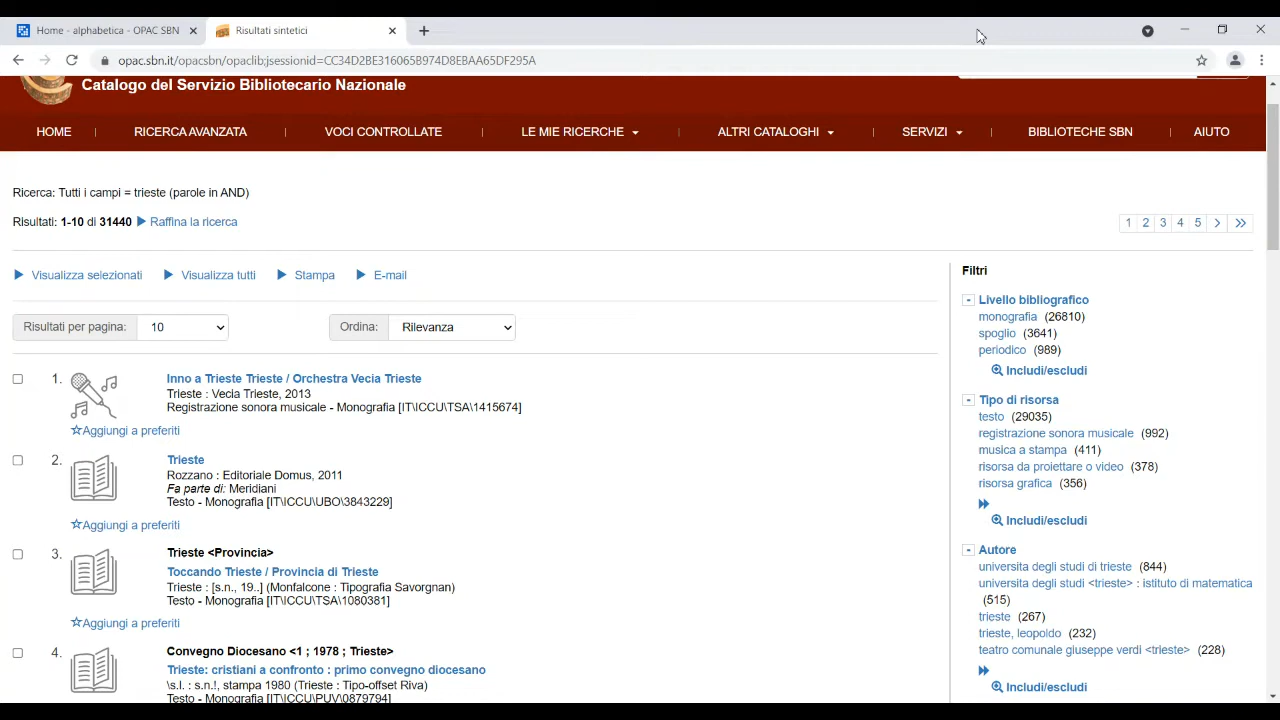 Home - alphabetica - OPAC SBN
Risultati sintetici
opac.sbn.it/opacsbn/opaclib;jsessionid=CC34D2BE316065B974D8EBAA65DF295A
Catalogo del Servizio Bibliotecario Nazionale
HOME | RICERCA AVANZATA | VOCI CONTROLLATE | LE MIE RICERCHE | ALTRI CATALOGHI | SERVIZI | BIBLIOTECHE SBN | AIUTO
Ricerca: Tutti i campi = trieste (parole in AND)
Risultati: 1-10 di 31440 Raffina la ricerca
1 2 3 4 5 > >>
Visualizza selezionati Visualizza tutti Stampa E-mail
Risultati per pagina: 10 Ordina: Rilevanza
1. Inno a Trieste Trieste / Orchestra Vecia Trieste
Trieste : Vecia Trieste, 2013
Registrazione sonora musicale - Monografia [IT\ICCU\TSA\1415674]
Aggiungi a preferiti
2. Trieste
Rozzano : Editoriale Domus, 2011
Fa parte di: Meridiani
Testo - Monografia [IT\ICCU\UBO\3843229]
Aggiungi a preferiti
3. Trieste <Provincia>
Toccando Trieste / Provincia di Trieste
Trieste : [s.n., 19..] (Monfalcone : Tipografia Savorgnan)
Testo - Monografia [IT\ICCU\TSA\1080381]
Aggiungi a preferiti
4. Convegno Diocesano <1 ; 1978 ; Trieste>
Trieste: cristiani a confronto : primo convegno diocesano
\s.l. : s.n.!, stampa 1980 (Trieste : Tipo-offset Riva)
Testo - Monografia [IT\ICCU\PUV\0879794]
Filtri
- Livello bibliografico
monografia (26810)
spoglio (3641)
periodico (989)
Includi/escludi
- Tipo di risorsa
testo (29035)
registrazione sonora musicale (992)
musica a stampa (411)
risorsa da proiettare o video (378)
risorsa grafica (356)
Includi/escludi
- Autore
universita degli studi di trieste (844)
universita degli studi <trieste> : istituto di matematica
(515)
trieste (267)
trieste, leopoldo (232)
teatro comunale giuseppe verdi <trieste> (228)
Includi/escludi